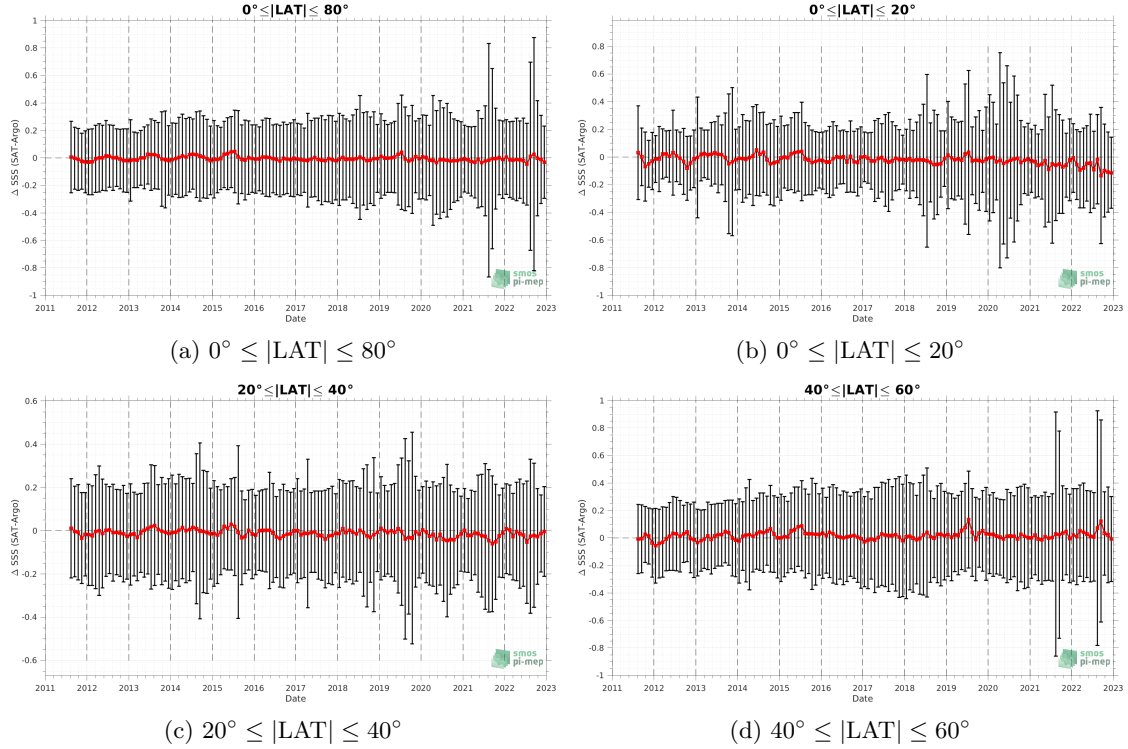 0°≤|LAT|≤ 80°
1
0.8
0.6
0.4
0.2
0
-0.2
-0.4
-0.6
-0.8
-1
Δ SSS (SAT-Argo)
2011 2012 2013 2014 2015 2016 2017 2018 2019 2020 2021 2022 2023
Date
smos
pi-mep
(a) 0° ≤ |LAT| ≤ 80°
0°≤|LAT|≤ 20°
0.8
0.6
0.4
0.2
0
-0.2
-0.4
-0.6
-0.8
-1
Δ SSS (SAT-Argo)
2011 2012 2013 2014 2015 2016 2017 2018 2019 2020 2021 2022 2023
Date
smos
pi-mep
(b) 0° ≤ |LAT| ≤ 20°
20°≤|LAT|≤ 40°
0.6
0.4
0.2
0
-0.2
-0.4
-0.6
Δ SSS (SAT-Argo)
2011 2012 2013 2014 2015 2016 2017 2018 2019 2020 2021 2022 2023
Date
smos
pi-mep
(c) 20° ≤ |LAT| ≤ 40°
40°≤|LAT|≤ 60°
1
0.8
0.6
0.4
0.2
0
-0.2
-0.4
-0.6
-0.8
-1
Δ SSS (SAT-Argo)
2011 2012 2013 2014 2015 2016 2017 2018 2019 2020 2021 2022 2023
Date
smos
pi-mep
(d) 40° ≤ |LAT| ≤ 60°